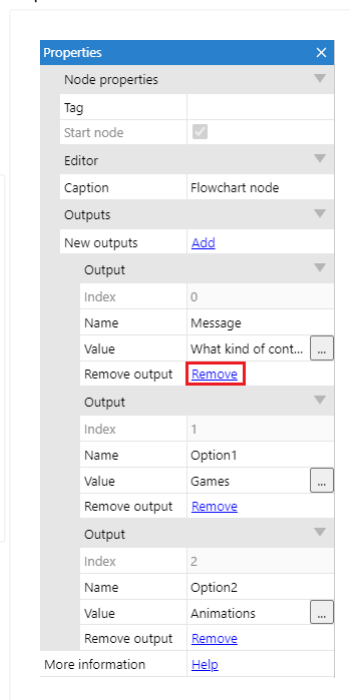 Properties ×
Node properties
Tag
Start node
Editor
Caption Flowchart node
Outputs
New outputs Add
Output
Index 0
Name Message
Value What kind of cont... ...
Remove output Remove
Output
Index 1
Name Option1
Value Games ...
Remove output Remove
Output
Index 2
Name Option2
Value Animations ...
Remove output Remove
More information Help